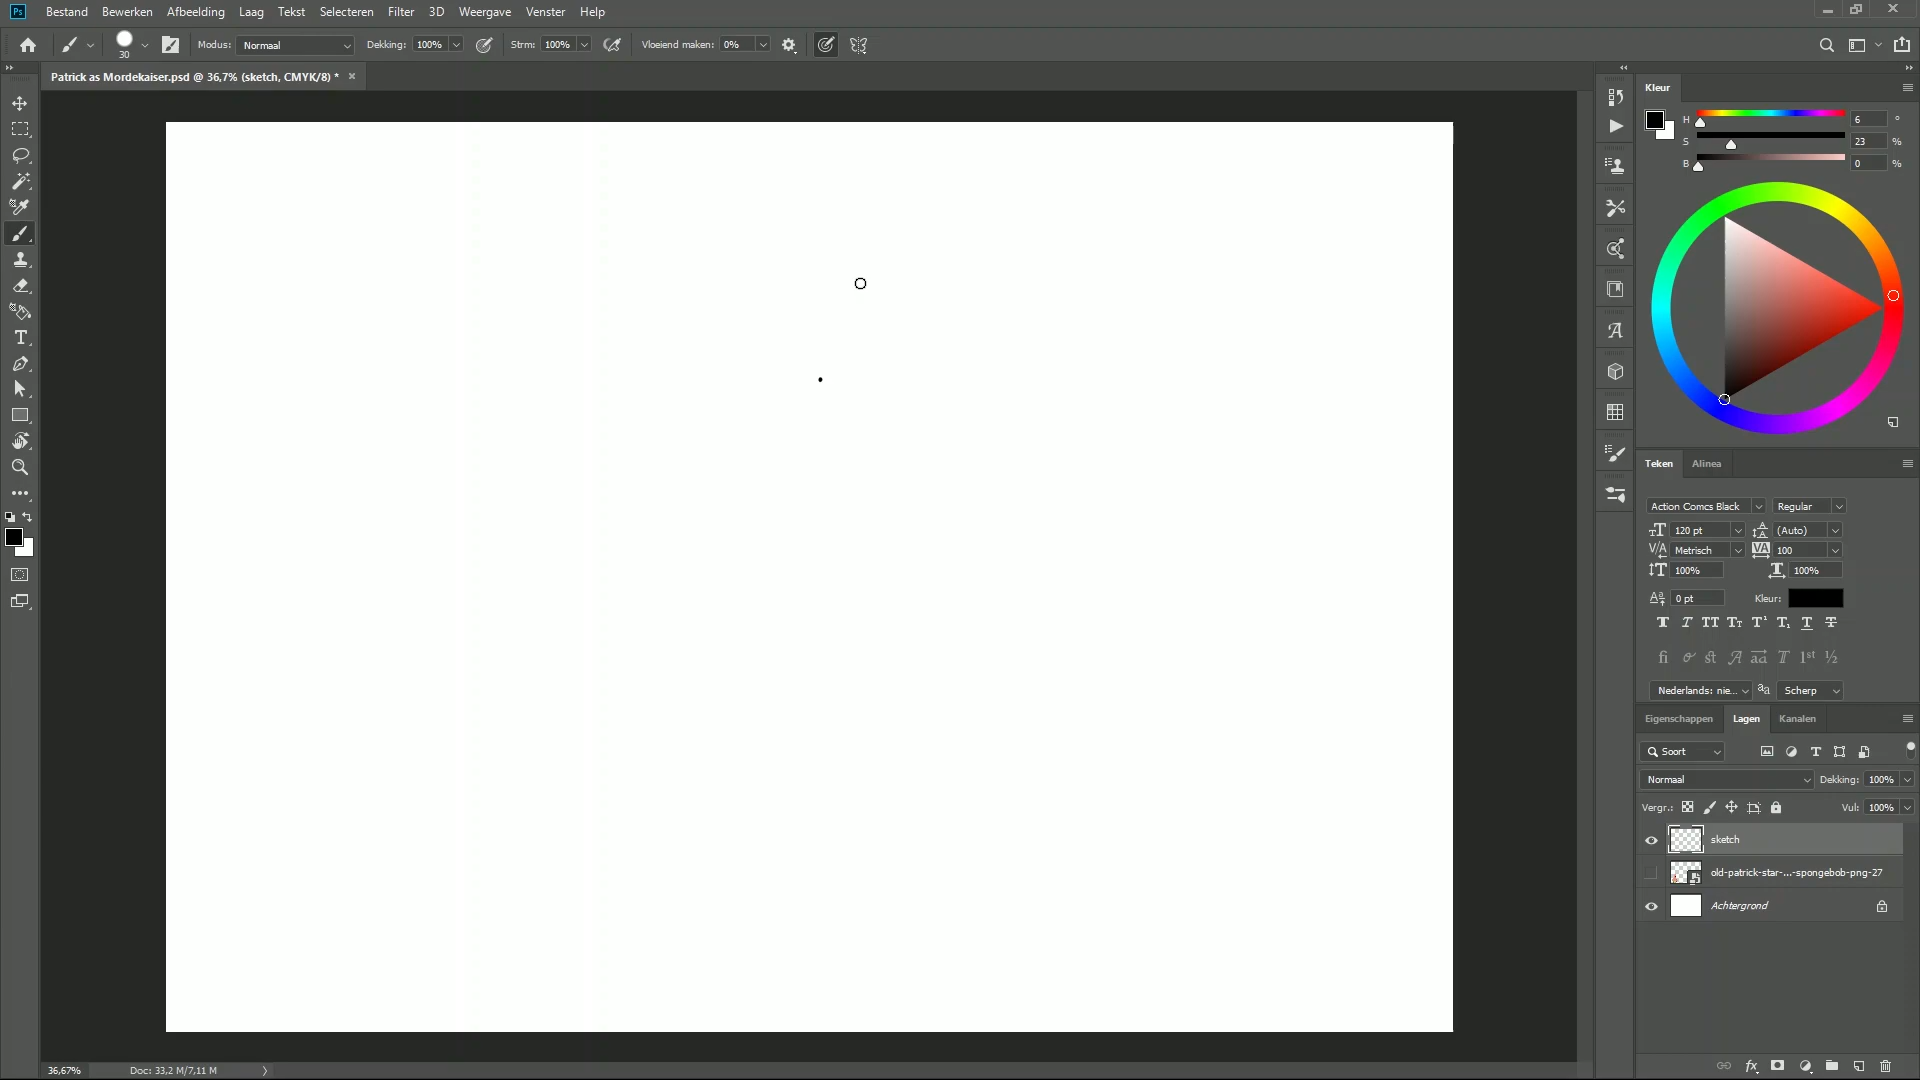 Ps Bestand Bewerken Afbeelding Laag Tekst Selecteren Filter 3D Weergave Venster Help
30 Modus: Normaal Dekking: 100% Strm: 100% Vloeiend maken: 0%
Patrick as Mordekaiser.psd @ 36,7% (sketch, CMYK/8) * ×
Kleur
H 6 °
S 23 %
B 0 %
Teken Alinea
Action Comcs Black Regular
120 pt (Auto)
Metrisch 100
100% 100%
0 pt Kleur:
Nederlands: nie... Scherp
Eigenschappen Lagen Kanalen
Soort
Normaal Dekking: 100%
Vergr.: Vul: 100%
sketch
old-patrick-star-...-spongebob-png-27
Achtergrond
36,67% Doc: 33,2 M/7,11 M